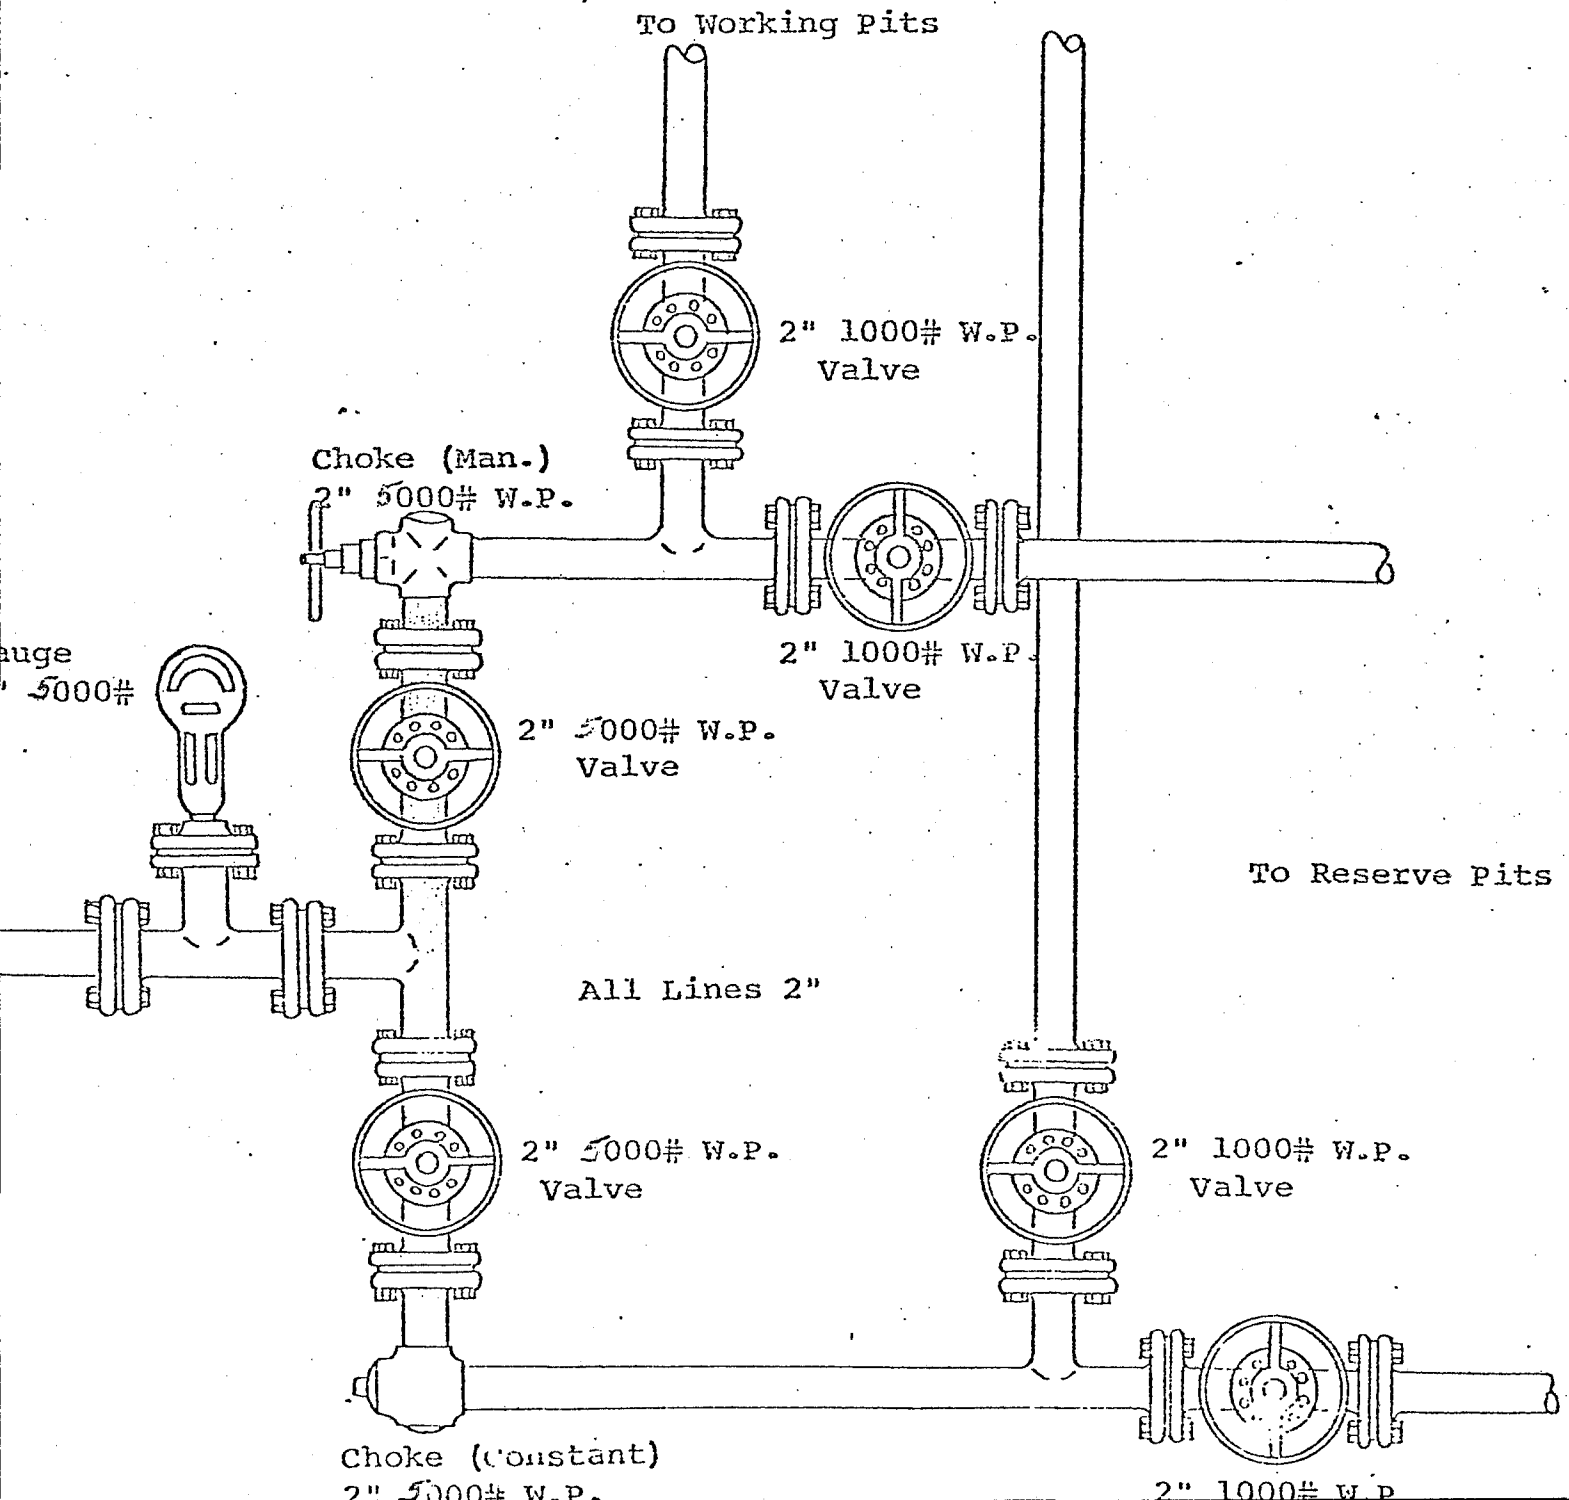 To Working Pits
2" 1000# W.P.
Valve
Choke (Man.)
2" 5000# W.P.
2" 1000# W.P.
Valve
auge
" 5000#
2" 5000# W.P.
Valve
To Reserve Pits
All Lines 2"
2" 5000# W.P.
Valve
2" 1000# W.P.
Valve
Choke (Constant)
2" 5000# W.P.
2" 1000# W.P